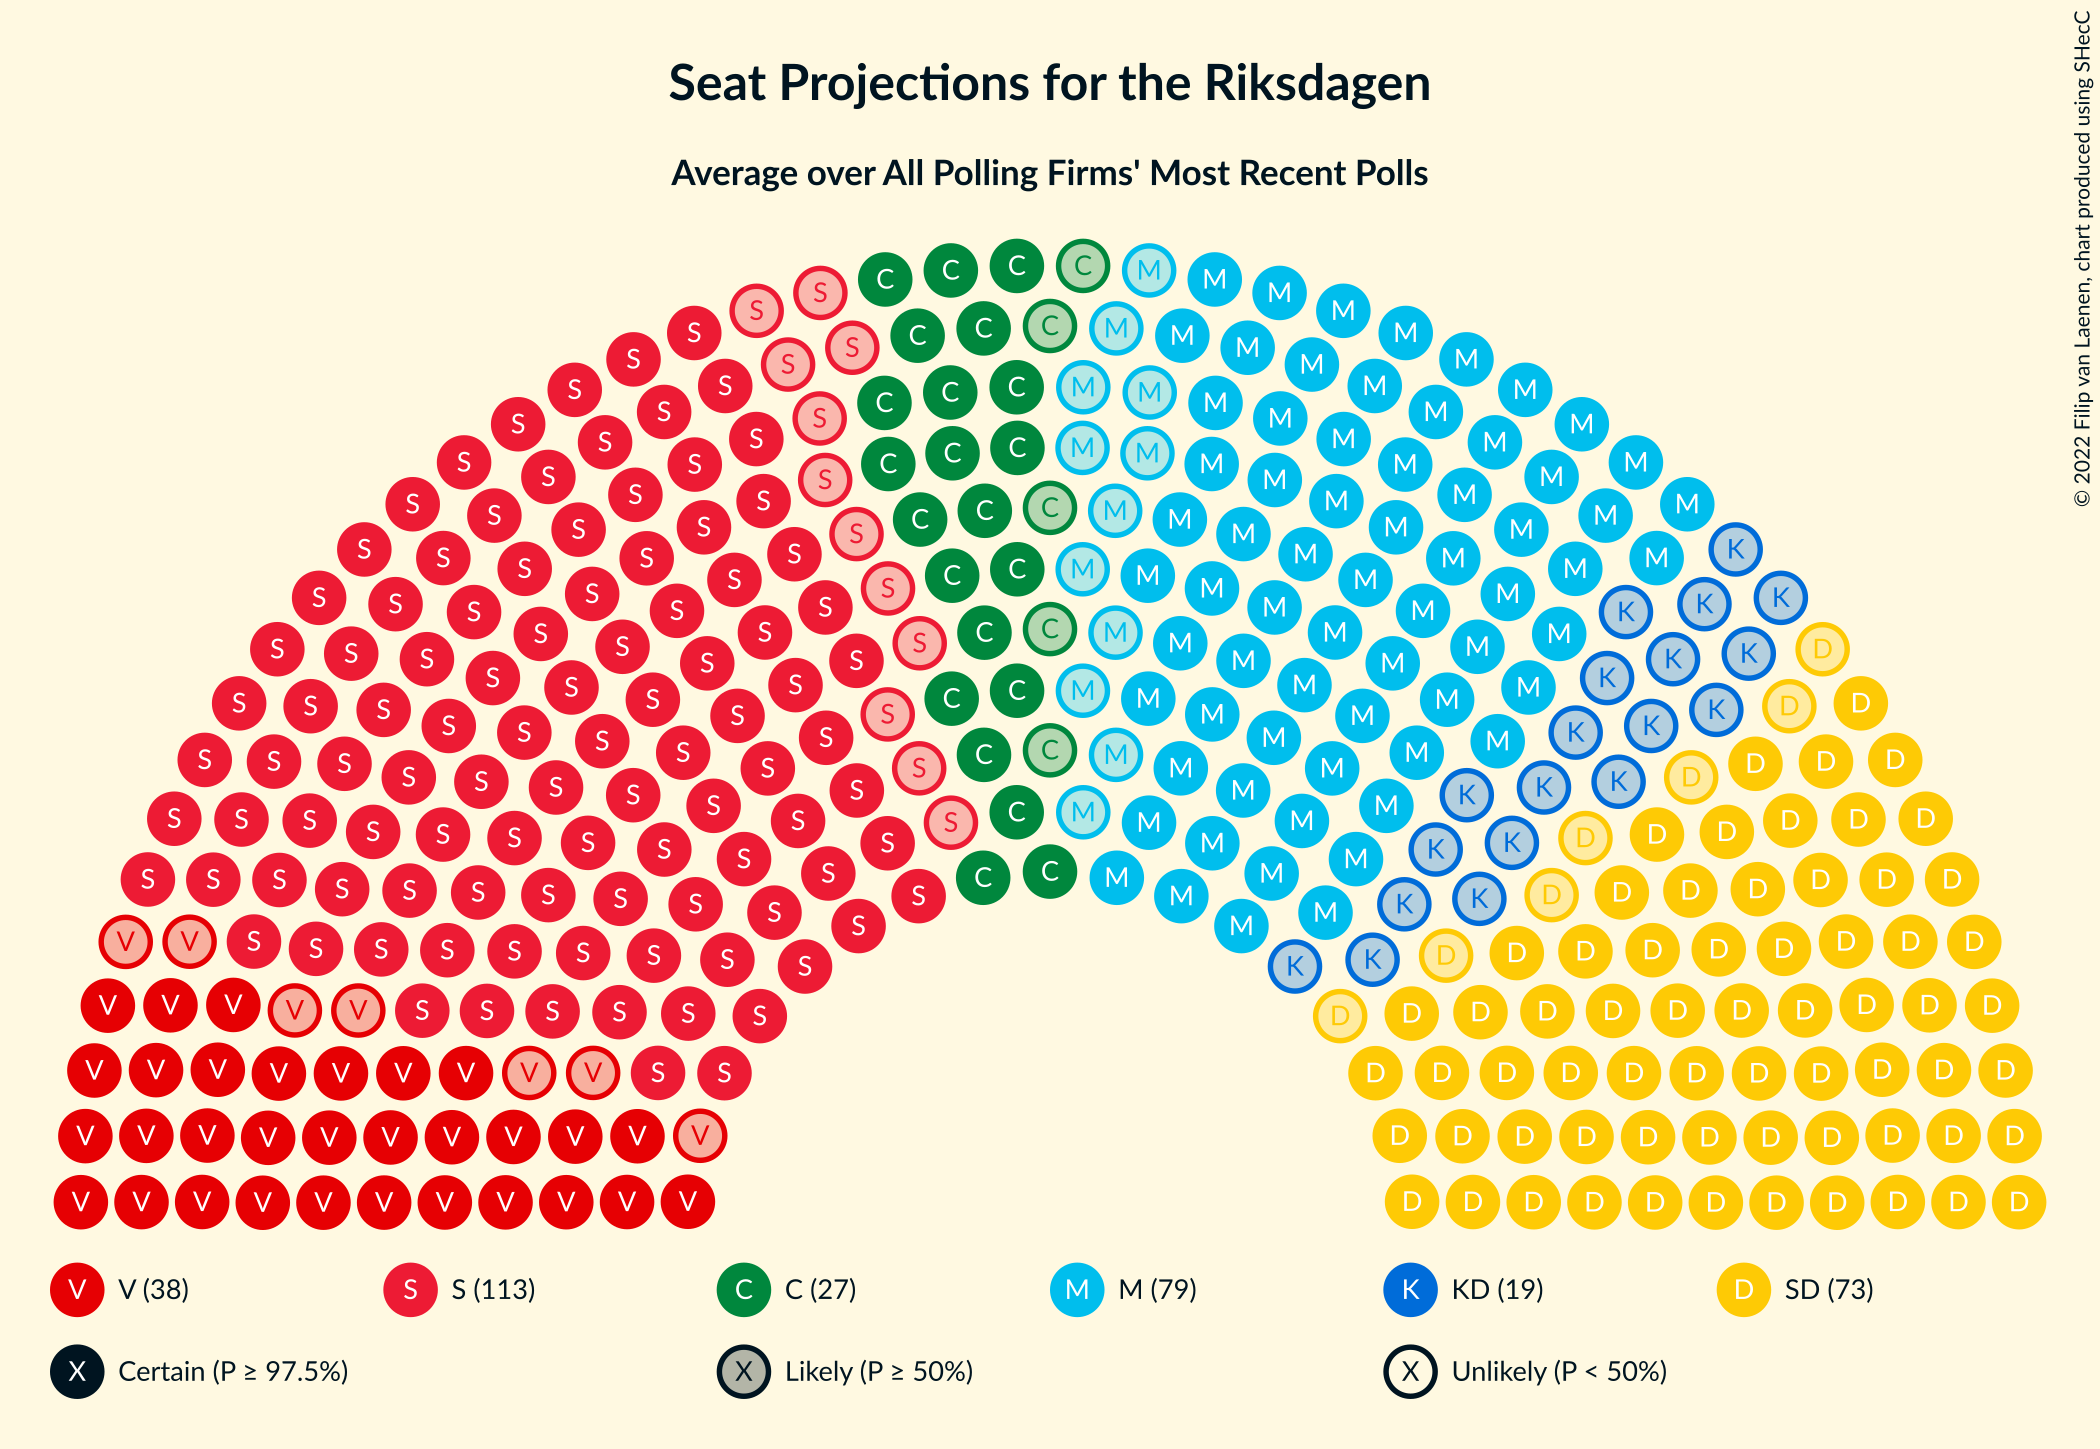 Seat Projections for the Riksdagen
Average over All Polling Firms' Most Recent Polls
© 2022 Filip van Laenen, chart produced using SHecC
V V (38) S S (113) C C (27) M M (79) K KD (19) D SD (73)
X Certain (P ≥ 97.5%) X Likely (P ≥ 50%) X Unlikely (P < 50%)